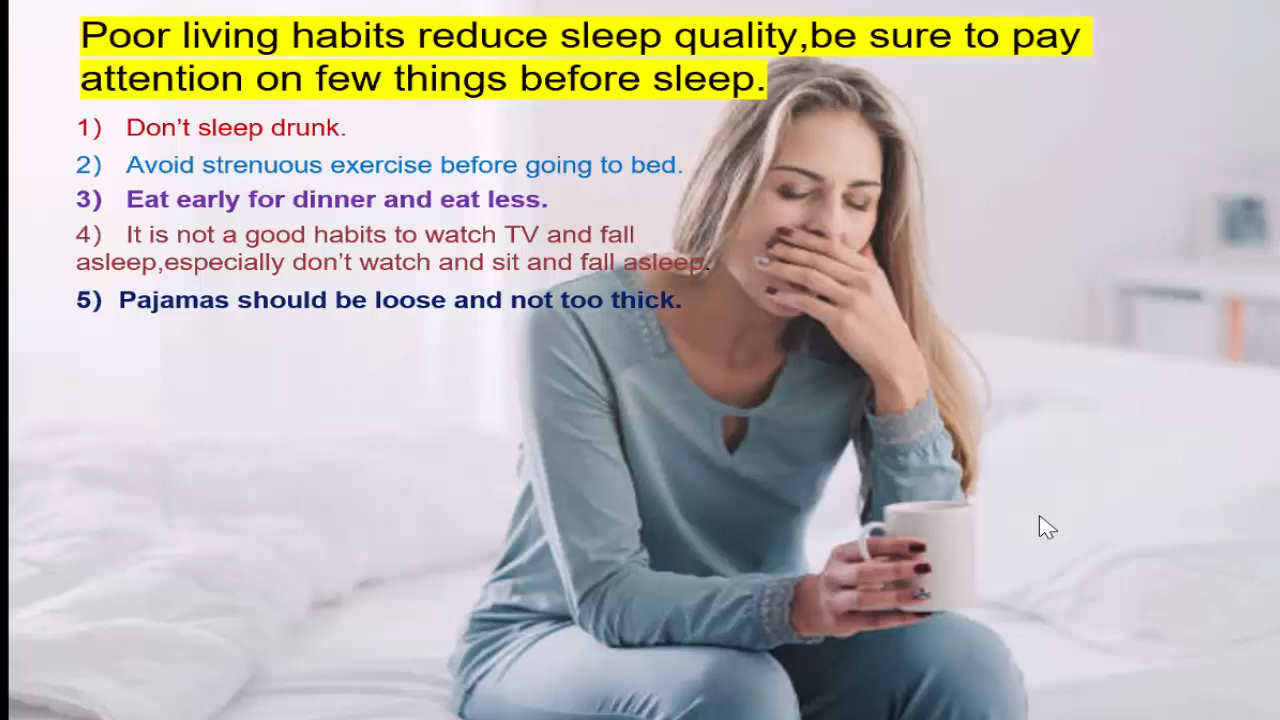 Poor living habits reduce sleep quality,be sure to pay
attention on few things before sleep.
1) Don’t sleep drunk.
2) Avoid strenuous exercise before going to bed.
3) Eat early for dinner and eat less.
4) It is not a good habits to watch TV and fall
asleep,especially don’t watch and sit and fall asleep.
5) Pajamas should be loose and not too thick.